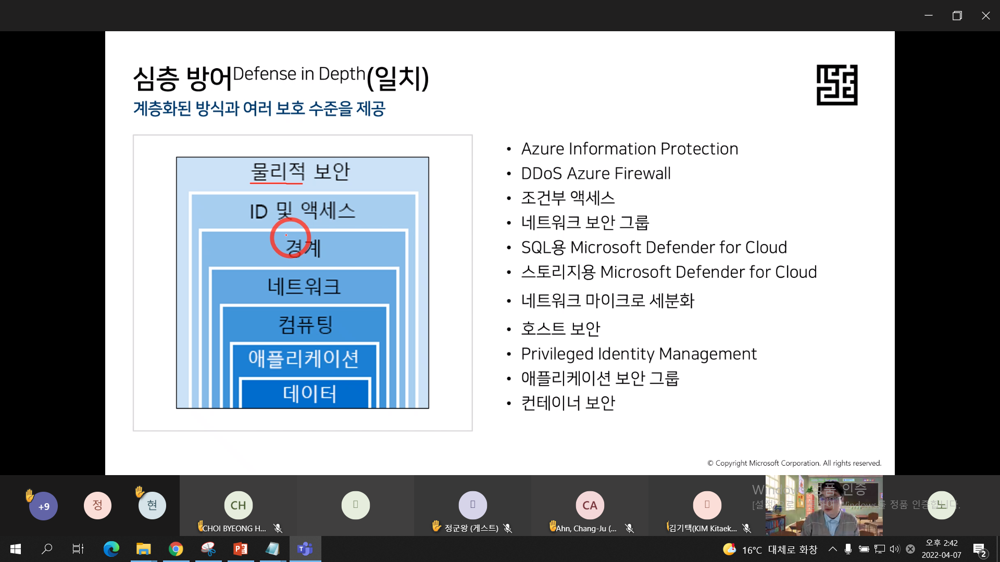 심층 방어Defense in Depth(일치)
계층화된 방식과 여러 보호 수준을 제공
물리적 보안
ID 및 액세스
경계
네트워크
컴퓨팅
애플리케이션
데이터
• Azure Information Protection
• DDoS Azure Firewall
• 조건부 액세스
• 네트워크 보안 그룹
• SQL용 Microsoft Defender for Cloud
• 스토리지용 Microsoft Defender for Cloud
• 네트워크 마이크로 세분화
• 호스트 보안
• Privileged Identity Management
• 애플리케이션 보안 그룹
• 컨테이너 보안
© Copyright Microsoft Corporation. All rights reserved.
+9
정
현
CH
CHOI BYEONG H...
정군왕 (게스트)
CA
Ahn, Chang-Ju (...
김기택(KIM Kitaek...
노
Windows 정품 인증
[설정]으로 이동하여 Windows를 정품 인증합니다.
16°C 대체로 화창
오후 2:42
2022-04-07
2